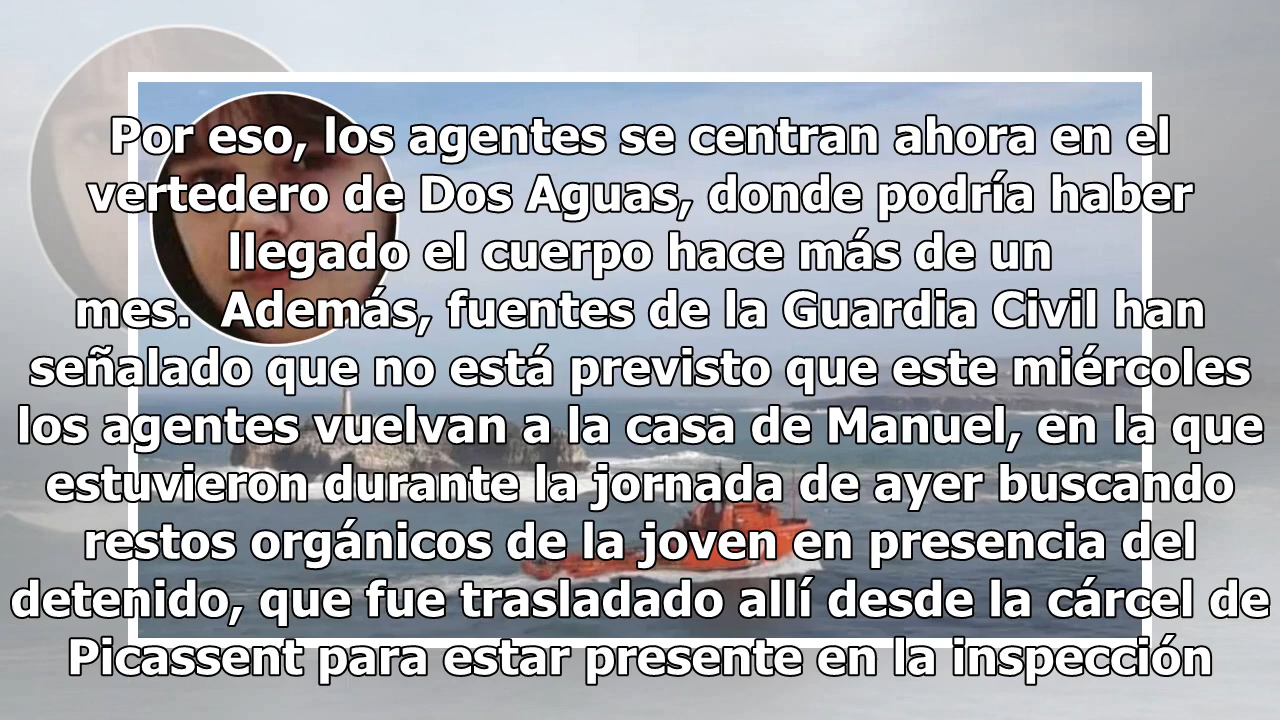 Por eso, los agentes se centran ahora en el
vertedero de Dos Aguas, donde podría haber
llegado el cuerpo hace más de un
mes.  Además, fuentes de la Guardia Civil han
señalado que no está previsto que este miércoles
los agentes vuelvan a la casa de Manuel, en la que
estuvieron durante la jornada de ayer buscando
restos orgánicos de la joven en presencia del
detenido, que fue trasladado allí desde la cárcel de
Picassent para estar presente en la inspección